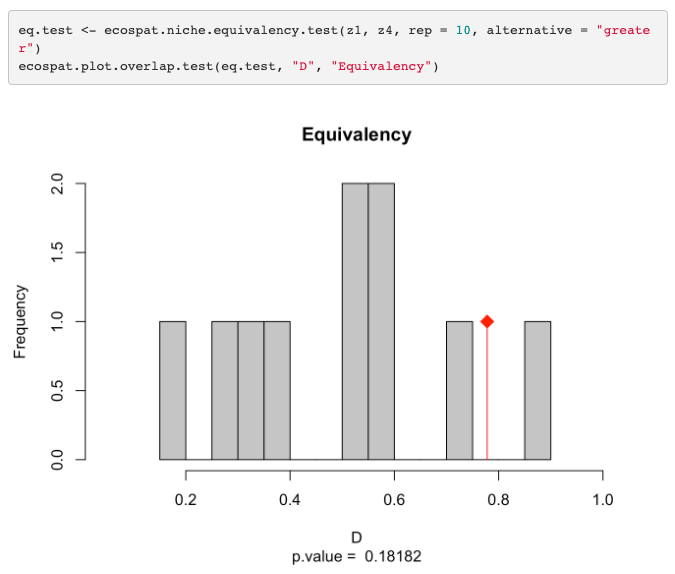 eq.test <- ecospat.niche.equivalency.test(z1, z4, rep = 10, alternative = "greate
r")
ecospat.plot.overlap.test(eq.test, "D", "Equivalency")
Equivalency
Frequency
2.0
1.5
1.0
0.5
0.0
0.2 0.4 0.6 0.8 1.0
D
p.value = 0.18182